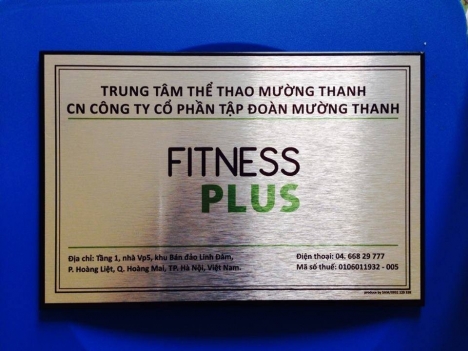 TRUNG TÂM THỂ THAO MƯỜNG THANH
CN CÔNG TY CỔ PHẦN TẬP ĐOÀN MƯỜNG THANH
FITNESS
PLUS
Địa chỉ: Tầng 1, nhà Vp5, khu Bán đảo Linh Đàm,
P. Hoàng Liệt, Q. Hoàng Mai, TP. Hà Nội, Việt Nam.
Điện thoại: 04. 668 29 777
Mã số thuế: 0106011932 - 005